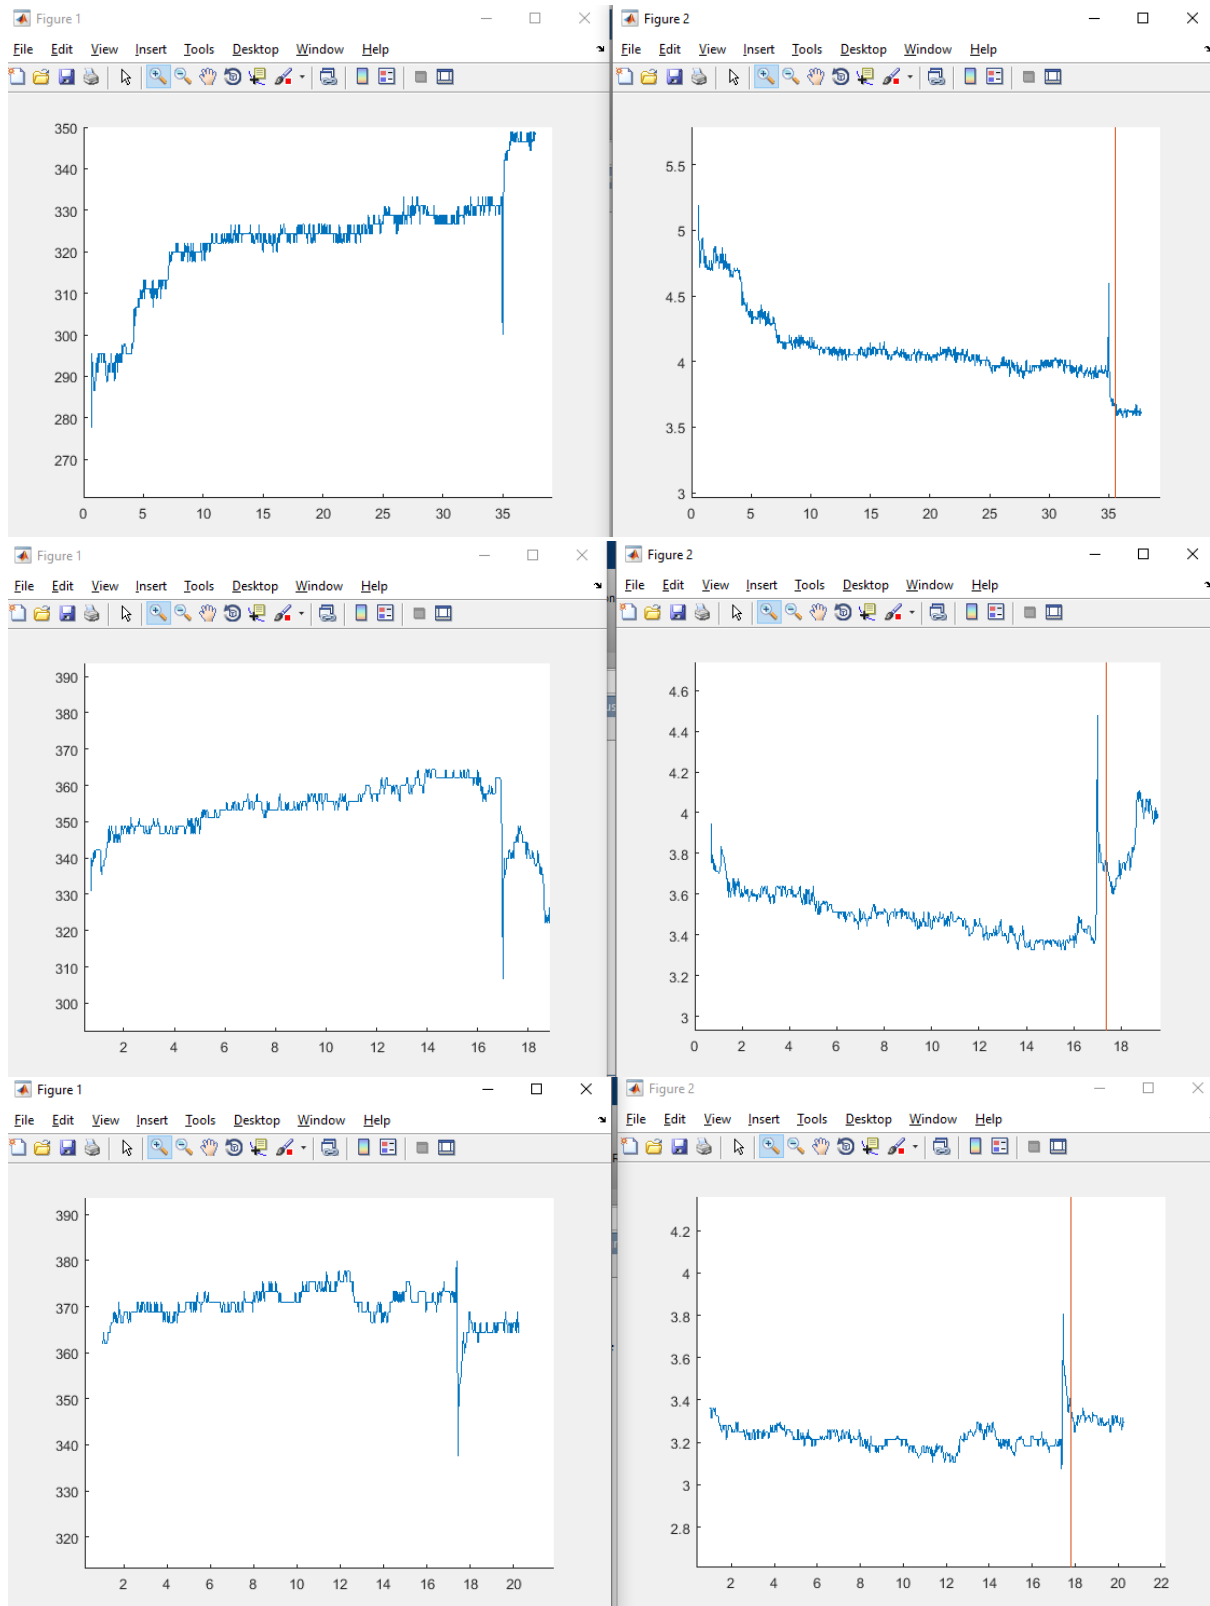 Figure 1
File Edit View Insert Tools Desktop Window Help
350
340
330
320
310
300
290
280
270
0 5 10 15 20 25 30 35
Figure 2
File Edit View Insert Tools Desktop Window Help
5.5
5
4.5
4
3.5
3
0 5 10 15 20 25 30 35
Figure 1
File Edit View Insert Tools Desktop Window Help
390
380
370
360
350
340
330
320
310
300
2 4 6 8 10 12 14 16 18
Figure 2
File Edit View Insert Tools Desktop Window Help
4.6
4.4
4.2
4
3.8
3.6
3.4
3.2
3
0 2 4 6 8 10 12 14 16 18
Figure 1
File Edit View Insert Tools Desktop Window Help
390
380
370
360
350
340
330
320
2 4 6 8 10 12 14 16 18 20
Figure 2
File Edit View Insert Tools Desktop Window Help
4.2
4
3.8
3.6
3.4
3.2
3
2.8
2 4 6 8 10 12 14 16 18 20 22